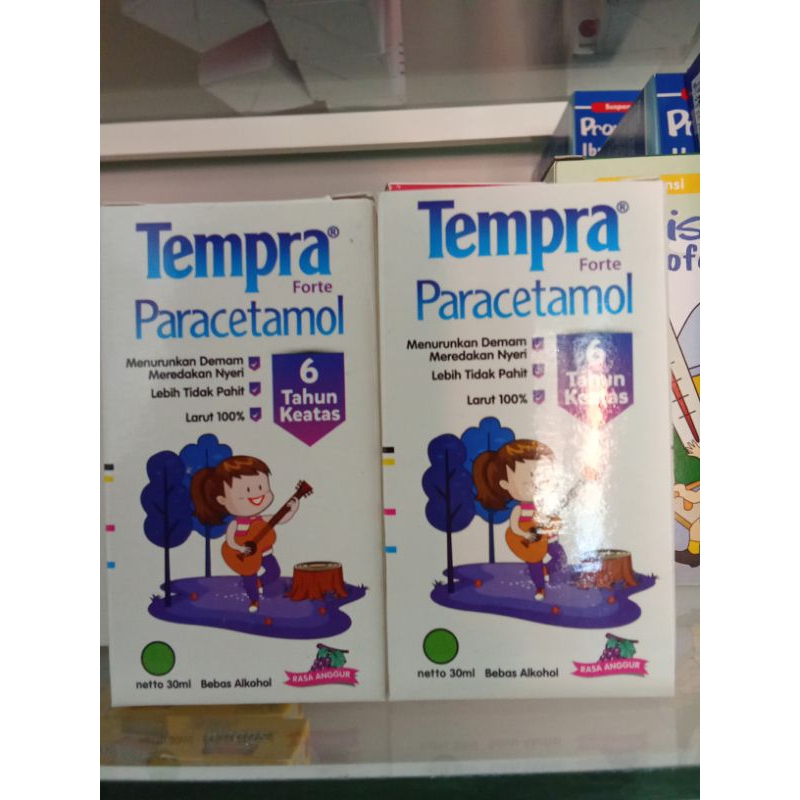 Tempra®
Forte
Paracetamol
Menurunkan Demam
Meredakan Nyeri
Lebih Tidak Pahit
Larut 100%
6
Tahun
Keatas
netto 30ml Bebas Alkohol
RASA ANGGUR
Tempra®
Forte
Paracetamol
Menurunkan Demam
Meredakan Nyeri
Lebih Tidak Pahit
Larut 100%
6
Tahun
Keatas
netto 30ml Bebas Alkohol
RASA ANGGUR